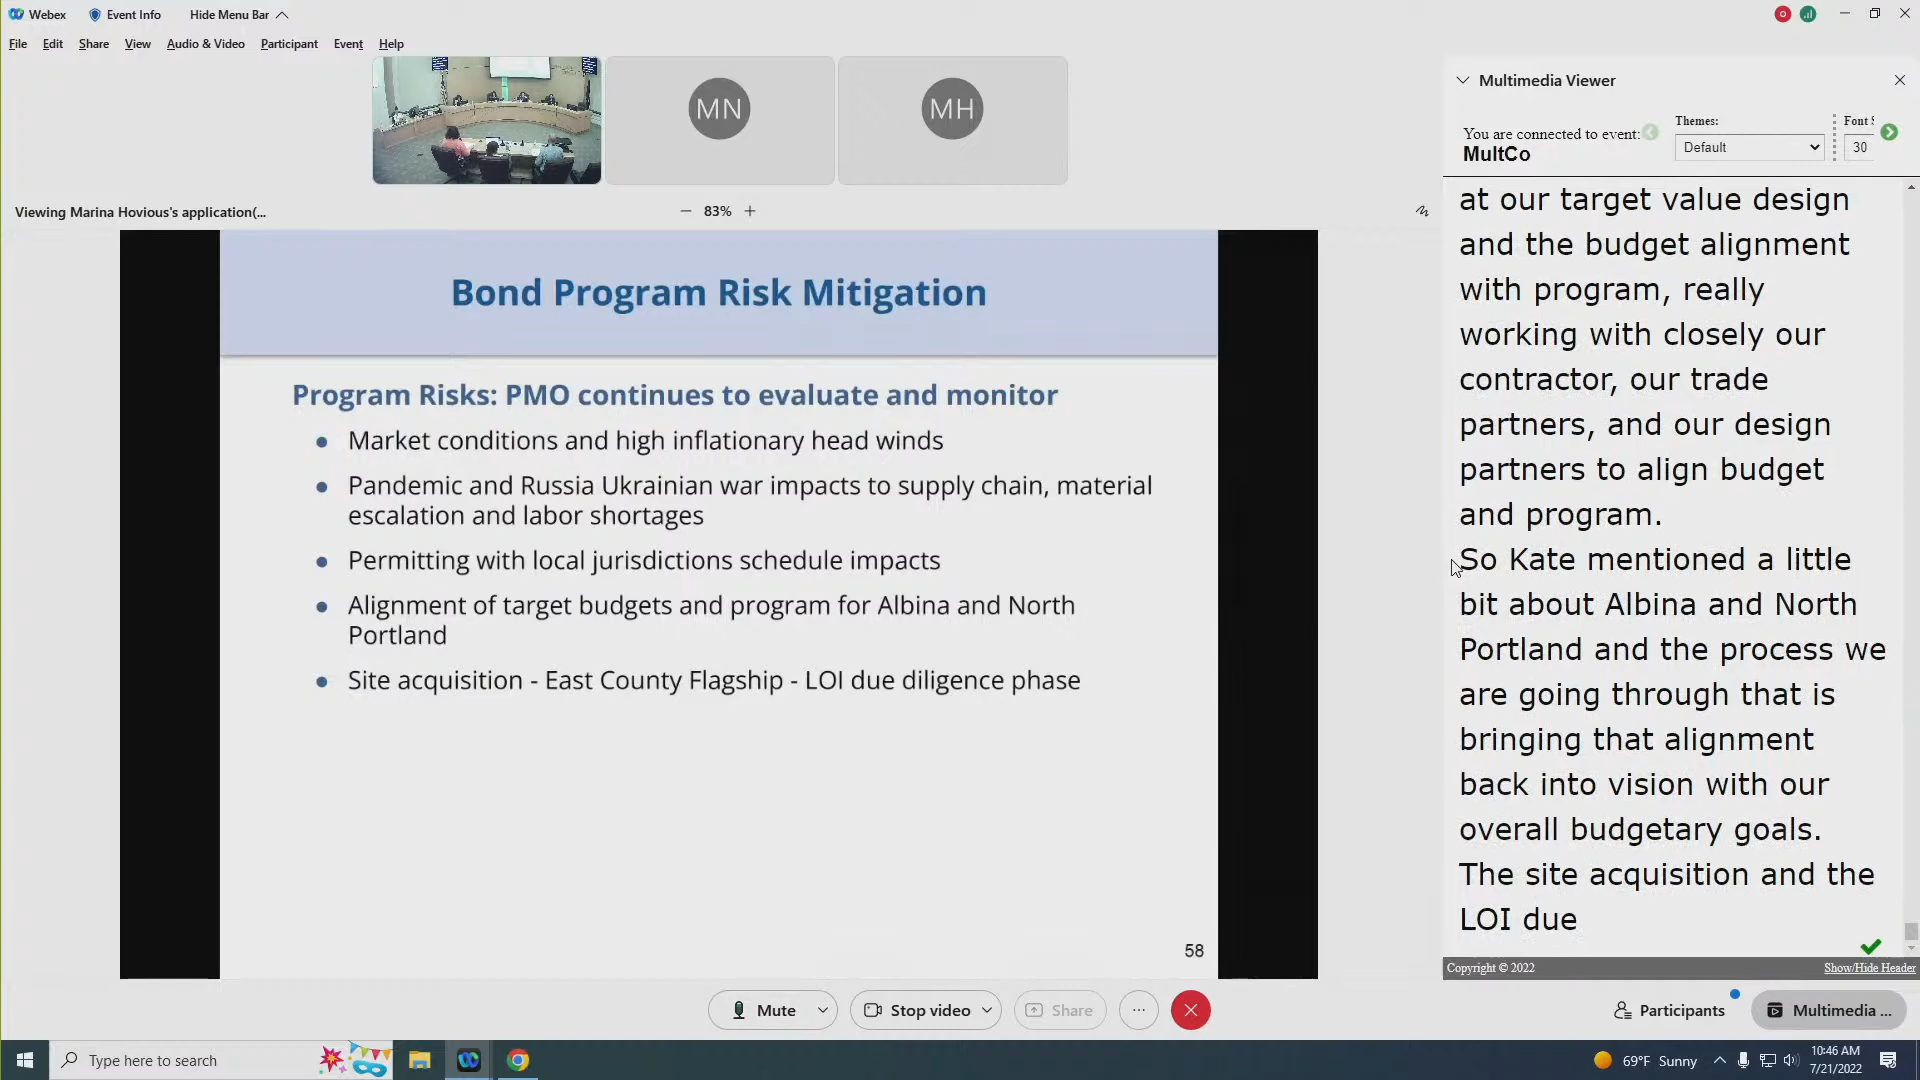 Webex
Event Info
Hide Menu Bar
File
Edit
Share
View
Audio & Video
Participant
Event
Help
MN
MH
Viewing Marina Hovious's application(...
83%
Bond Program Risk Mitigation
Program Risks: PMO continues to evaluate and monitor
● Market conditions and high inflationary head winds
● Pandemic and Russia Ukrainian war impacts to supply chain, material
escalation and labor shortages
● Permitting with local jurisdictions schedule impacts
● Alignment of target budgets and program for Albina and North
Portland
● Site acquisition - East County Flagship - LOI due diligence phase
58
Multimedia Viewer
You are connected to event:
MultCo
Themes:
Default
Font S
30
at our target value design
and the budget alignment
with program, really
working with closely our
contractor, our trade
partners, and our design
partners to align budget
and program.
So Kate mentioned a little
bit about Albina and North
Portland and the process we
are going through that is
bringing that alignment
back into vision with our
overall budgetary goals.
The site acquisition and the
LOI due
Copyright © 2022
Show/Hide Header
Mute
Stop video
Share
Participants
Multimedia ...
Type here to search
69°F Sunny
10:46 AM
7/21/2022